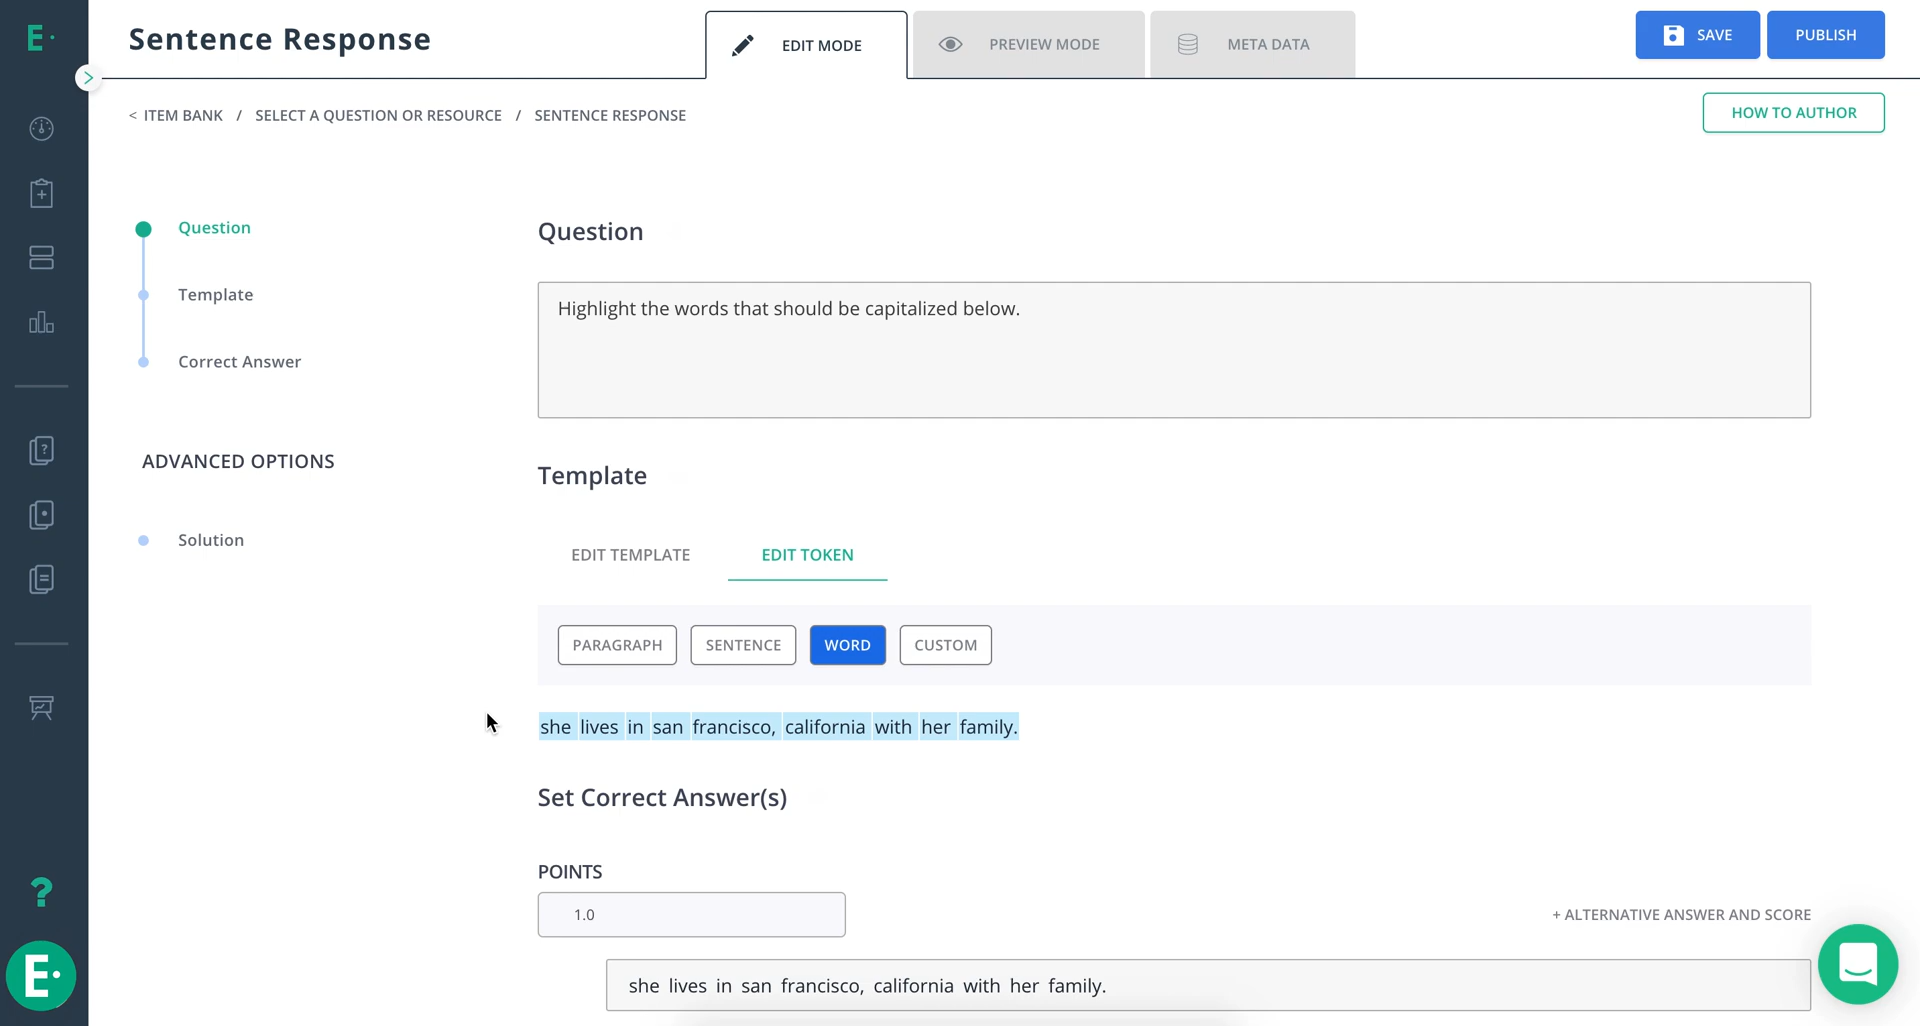 E·
Sentence Response
EDIT MODE
PREVIEW MODE
META DATA
SAVE
PUBLISH
>
< ITEM BANK / SELECT A QUESTION OR RESOURCE / SENTENCE RESPONSE
HOW TO AUTHOR
Question
Template
Correct Answer
ADVANCED OPTIONS
Solution
Question
Highlight the words that should be capitalized below.
Template
EDIT TEMPLATE
EDIT TOKEN
PARAGRAPH
SENTENCE
WORD
CUSTOM
she lives in san francisco, california with her family.
Set Correct Answer(s)
POINTS
1.0
+ ALTERNATIVE ANSWER AND SCORE
she lives in san francisco, california with her family.
?
E·